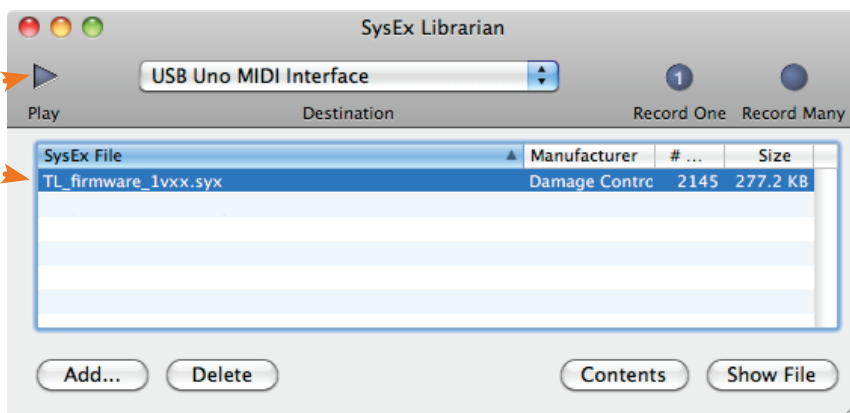 SysEx Librarian
USB Uno MIDI Interface
1
Play Destination Record One Record Many
SysEx File Manufacturer # ... Size
TL_firmware_1vxx.syx Damage Contrc 2145 277.2 KB
Add... Delete Contents Show File